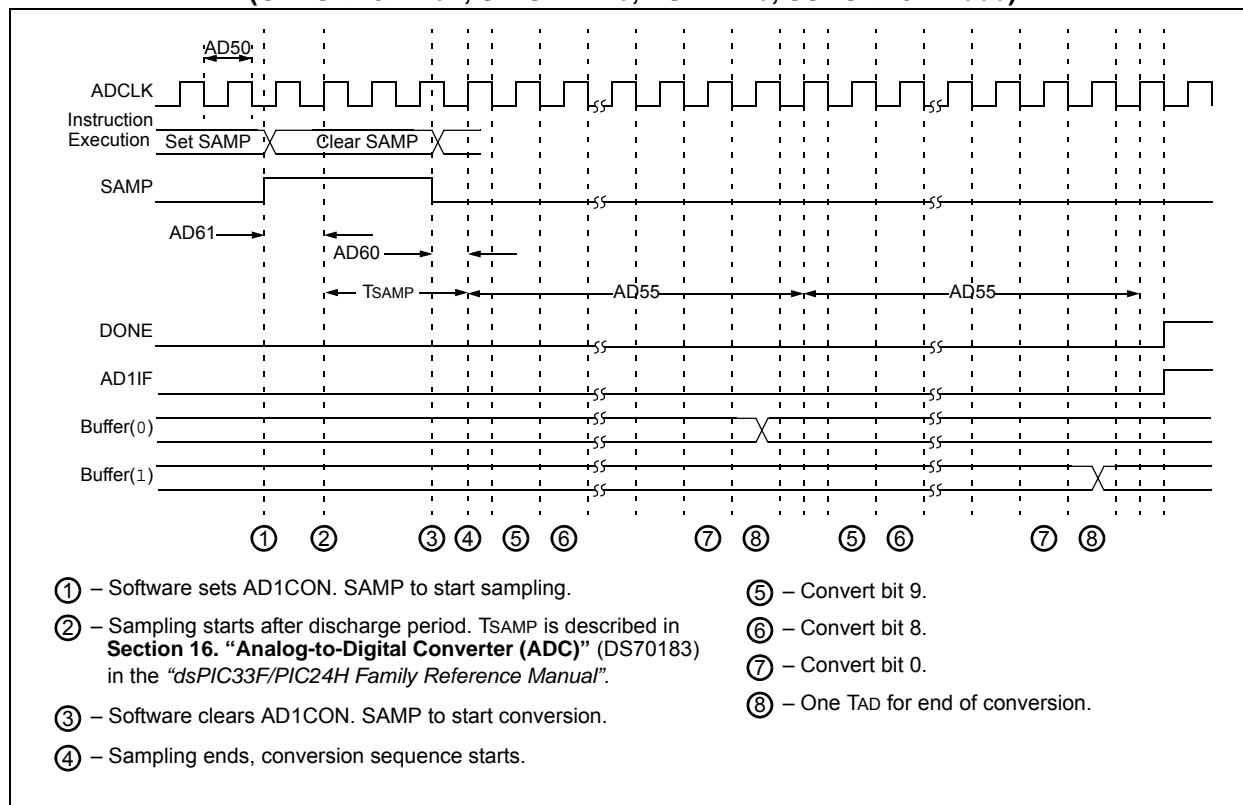 AD50
ADCLK
Instruction
Execution
Set SAMP
Clear SAMP
SAMP
AD61
AD60
TSAMP
AD55
AD55
DONE
AD1IF
Buffer(0)
Buffer(1)
1 2 3 4 5 6 7 8 5 6 7 8
1 – Software sets AD1CON. SAMP to start sampling.
2 – Sampling starts after discharge period. TSAMP is described in
Section 16. “Analog-to-Digital Converter (ADC)” (DS70183)
in the “dsPIC33F/PIC24H Family Reference Manual”.
3 – Software clears AD1CON. SAMP to start conversion.
4 – Sampling ends, conversion sequence starts.
5 – Convert bit 9.
6 – Convert bit 8.
7 – Convert bit 0.
8 – One TAD for end of conversion.